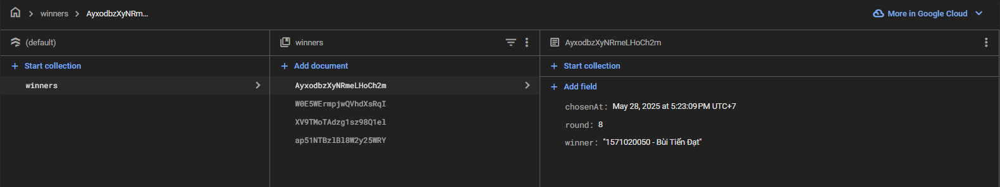 winners
AyxodbzXyNRm...
More in Google Cloud
(default)
winners
AyxodbzXyNRmeLHoCh2m
Start collection
Add document
Start collection
winners
AyxodbzXyNRmeLHoCh2m
Add field
W0E5WErmpjwQVhdXsRqI
chosenAt: May 28, 2025 at 5:23:09 PM UTC+7
XV9TMoTAdzg1sz98Q1el
round: 8
ap51NTBzlBl8W2y25WRY
winner: "1571020050 - Bùi Tiến Đạt"